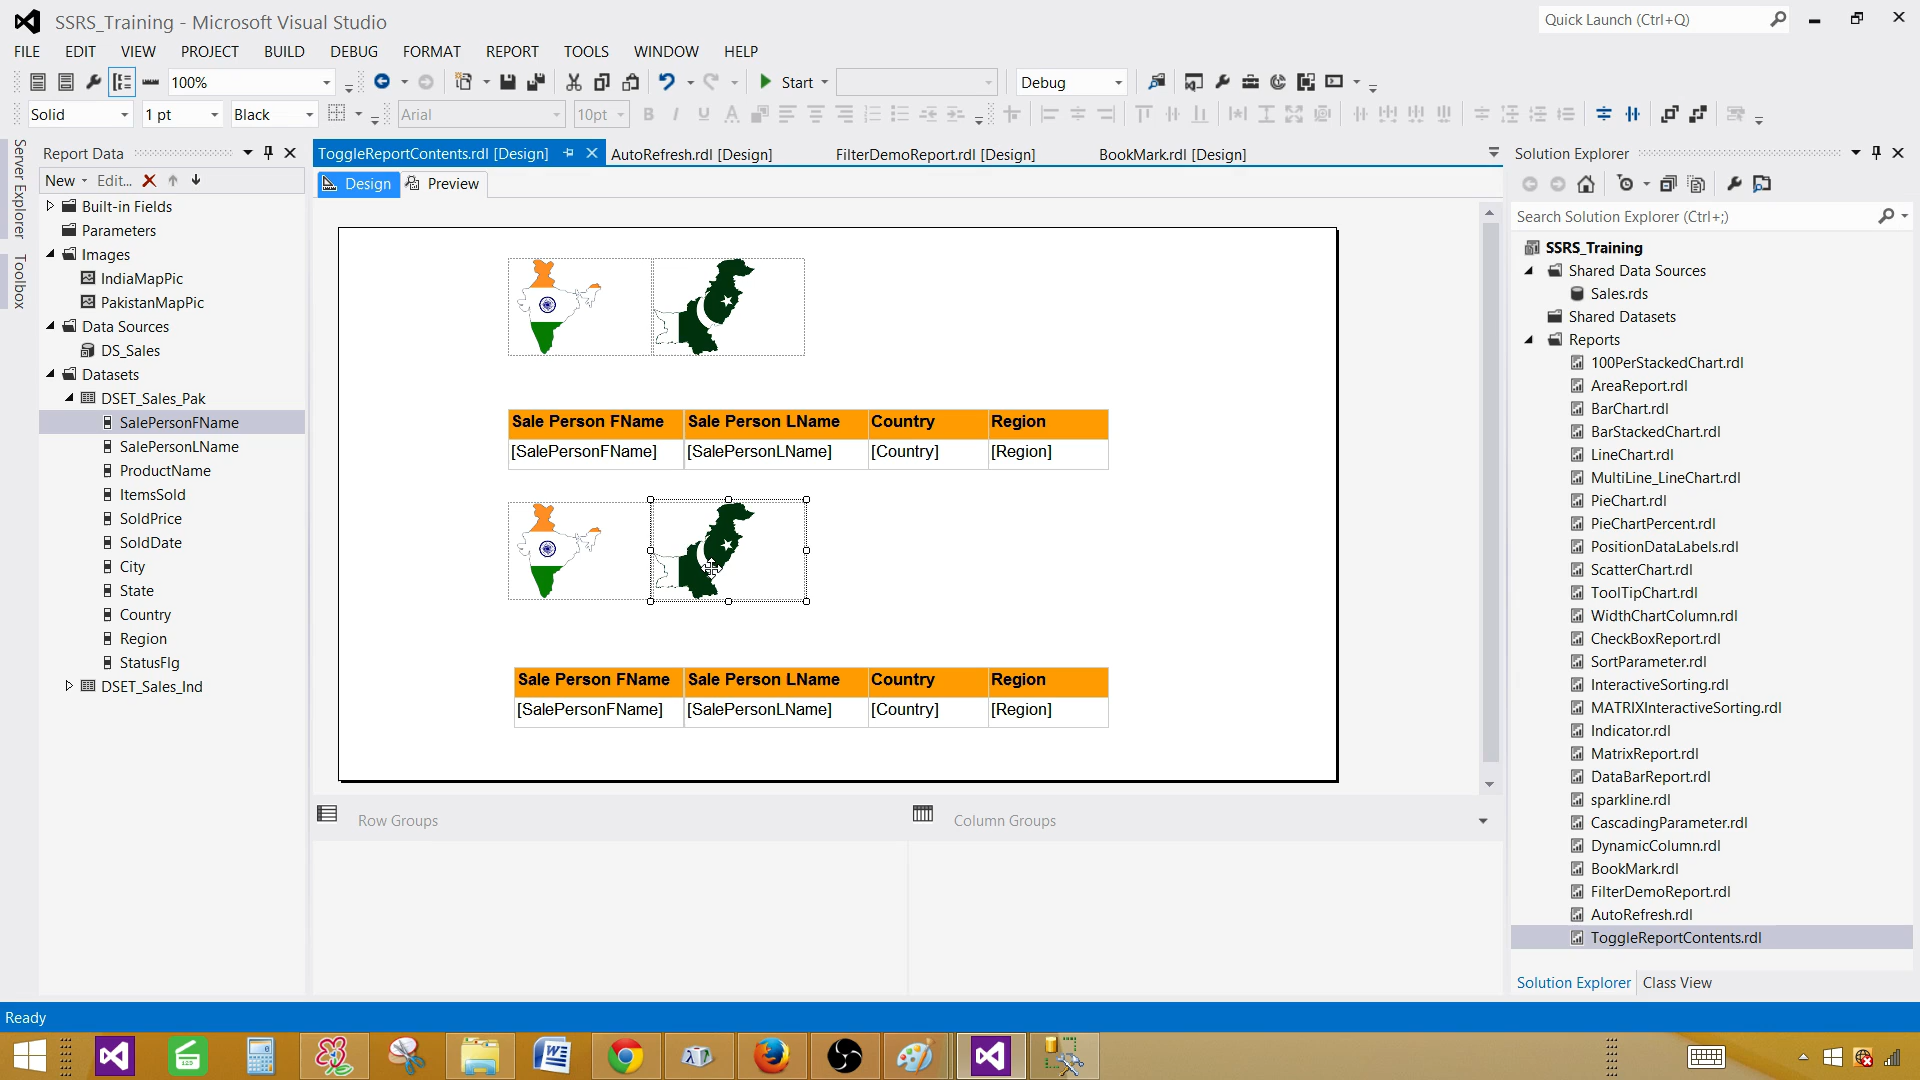 SSRS_Training - Microsoft Visual Studio
Quick Launch (Ctrl+Q)
FILE EDIT VIEW PROJECT BUILD DEBUG FORMAT REPORT TOOLS WINDOW HELP
100% Start Debug
Solid 1 pt Black Arial 10pt B I U A
Server Explorer
Toolbox
Report Data
New Edit...
Built-in Fields
Parameters
Images
IndiaMapPic
PakistanMapPic
Data Sources
DS_Sales
Datasets
DSET_Sales_Pak
SalePersonFName
SalePersonLName
ProductName
ItemsSold
SoldPrice
SoldDate
City
State
Country
Region
StatusFlg
DSET_Sales_Ind
ToggleReportContents.rdl [Design] AutoRefresh.rdl [Design] FilterDemoReport.rdl [Design] BookMark.rdl [Design]
Design Preview
Sale Person FName Sale Person LName Country Region
[SalePersonFName] [SalePersonLName] [Country] [Region]
Sale Person FName Sale Person LName Country Region
[SalePersonFName] [SalePersonLName] [Country] [Region]
Row Groups Column Groups
Solution Explorer
Search Solution Explorer (Ctrl+;)
SSRS_Training
Shared Data Sources
Sales.rds
Shared Datasets
Reports
100PerStackedChart.rdl
AreaReport.rdl
BarChart.rdl
BarStackedChart.rdl
LineChart.rdl
MultiLine_LineChart.rdl
PieChart.rdl
PieChartPercent.rdl
PositionDataLabels.rdl
ScatterChart.rdl
ToolTipChart.rdl
WidthChartColumn.rdl
CheckBoxReport.rdl
SortParameter.rdl
InteractiveSorting.rdl
MATRIXInteractiveSorting.rdl
Indicator.rdl
MatrixReport.rdl
DataBarReport.rdl
sparkline.rdl
CascadingParameter.rdl
DynamicColumn.rdl
BookMark.rdl
FilterDemoReport.rdl
AutoRefresh.rdl
ToggleReportContents.rdl
Solution Explorer Class View
Ready